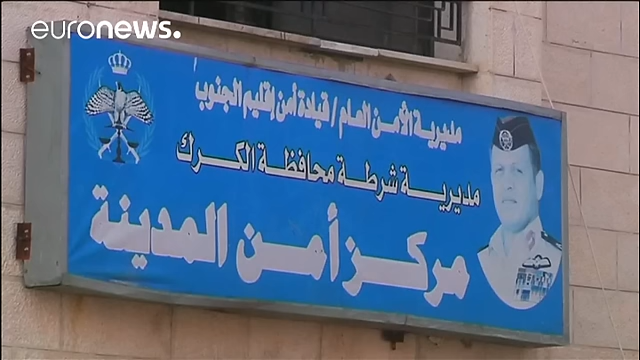 euronews.
مديرية الأمن العام / قيادة أمن إقليم الجنوب
مديرية شرطة محافظة الكرك
مركز أمن المدينة